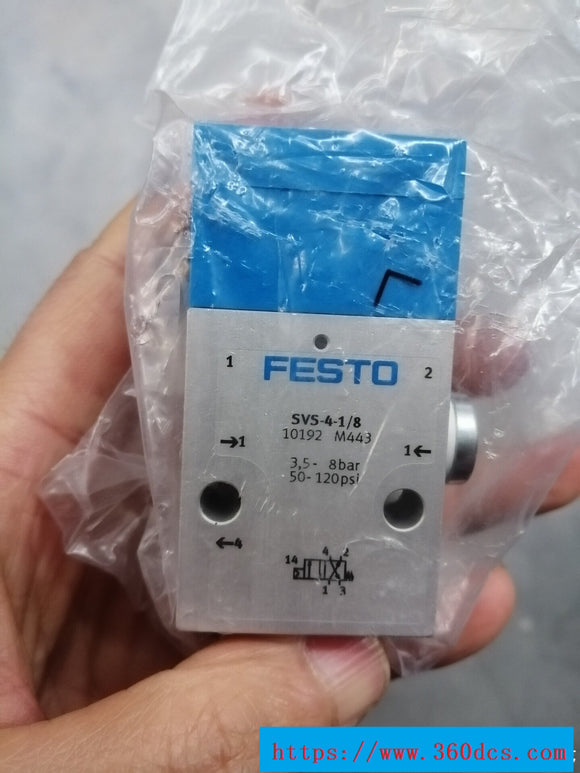 1 FESTO 2
SV5-4-1/8
10192 M443
→1 1←
3,5- 8bar
50-120psi
←4
4 2
14
1 3
https://www.360dcs.com/